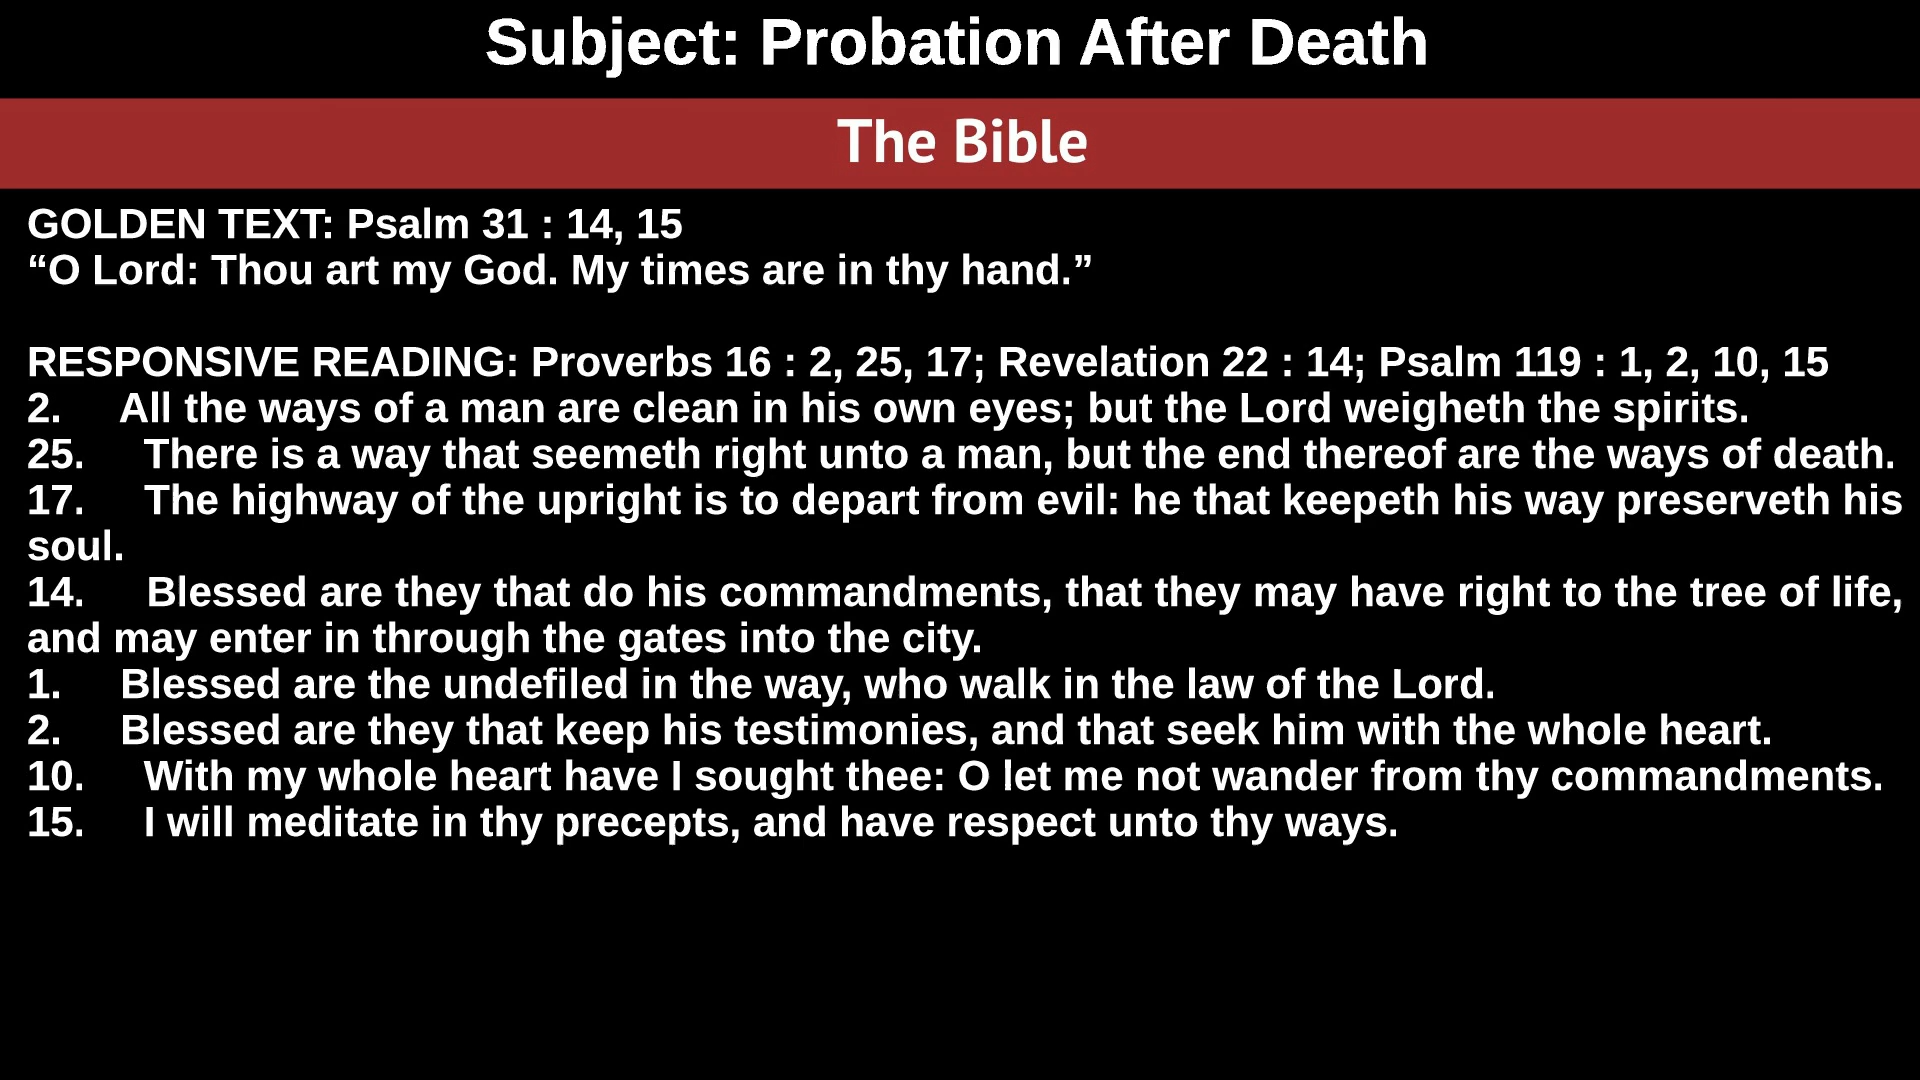 Subject: Probation After Death
The Bible
GOLDEN TEXT: Psalm 31 : 14, 15
“O Lord: Thou art my God. My times are in thy hand.”
RESPONSIVE READING: Proverbs 16 : 2, 25, 17; Revelation 22 : 14; Psalm 119 : 1, 2, 10, 15
2. All the ways of a man are clean in his own eyes; but the Lord weigheth the spirits.
25. There is a way that seemeth right unto a man, but the end thereof are the ways of death.
17. The highway of the upright is to depart from evil: he that keepeth his way preserveth his
soul.
14. Blessed are they that do his commandments, that they may have right to the tree of life,
and may enter in through the gates into the city.
1. Blessed are the undefiled in the way, who walk in the law of the Lord.
2. Blessed are they that keep his testimonies, and that seek him with the whole heart.
10. With my whole heart have I sought thee: O let me not wander from thy commandments.
15. I will meditate in thy precepts, and have respect unto thy ways.